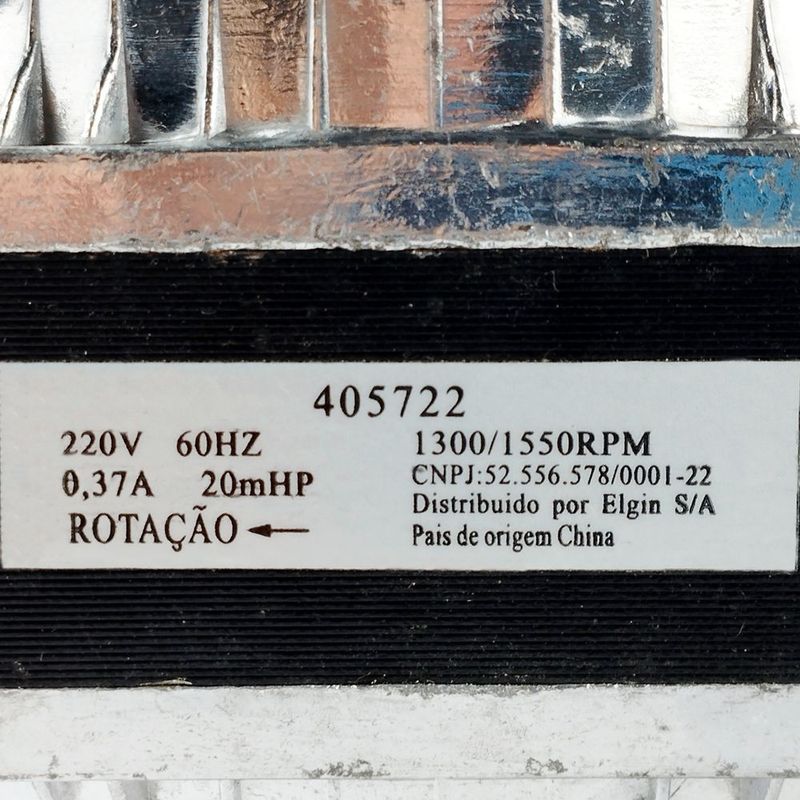 405722
220V 60HZ
0,37A 20mHP
ROTAÇÃO ←
1300/1550RPM
CNPJ:52.556.578/0001-22
Distribuido por Elgin S/A
Pais de origem China